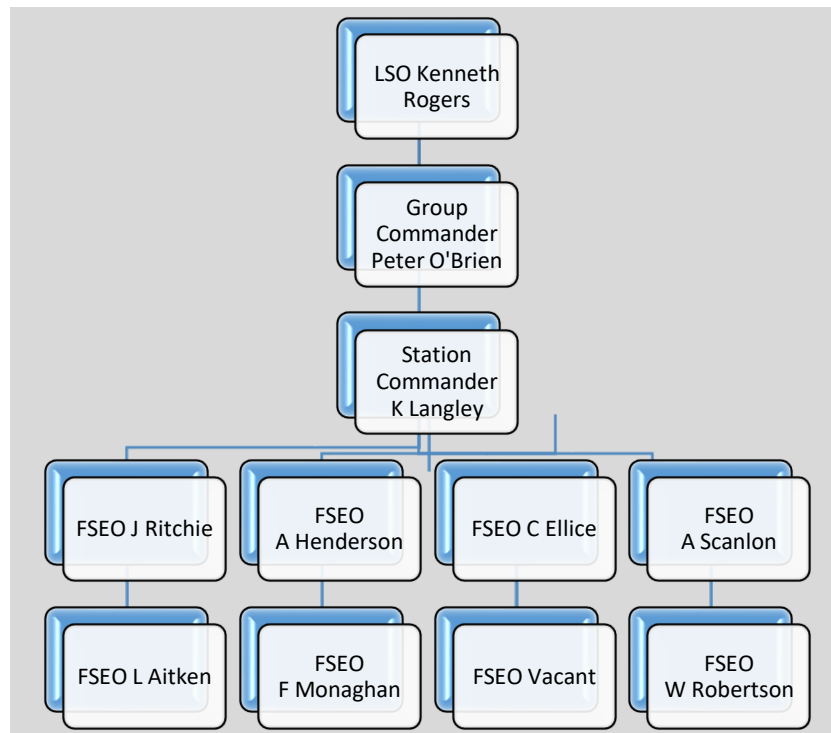 LSO Kenneth
Rogers
Group
Commander
Peter O'Brien
Station
Commander
K Langley
FSEO J Ritchie
FSEO
A Henderson
FSEO C Ellice
FSEO
A Scanlon
FSEO L Aitken
FSEO
F Monaghan
FSEO Vacant
FSEO
W Robertson